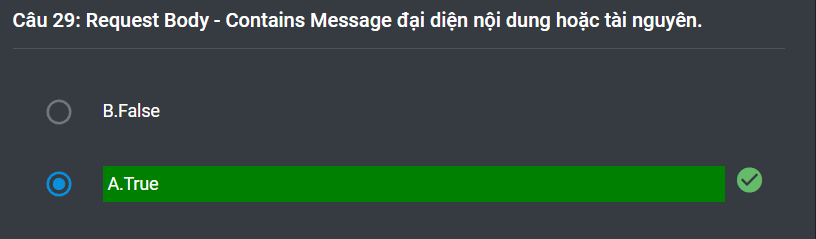 Câu 29: Request Body - Contains Message đại diện nội dung hoặc tài nguyên.
B.False
A.True